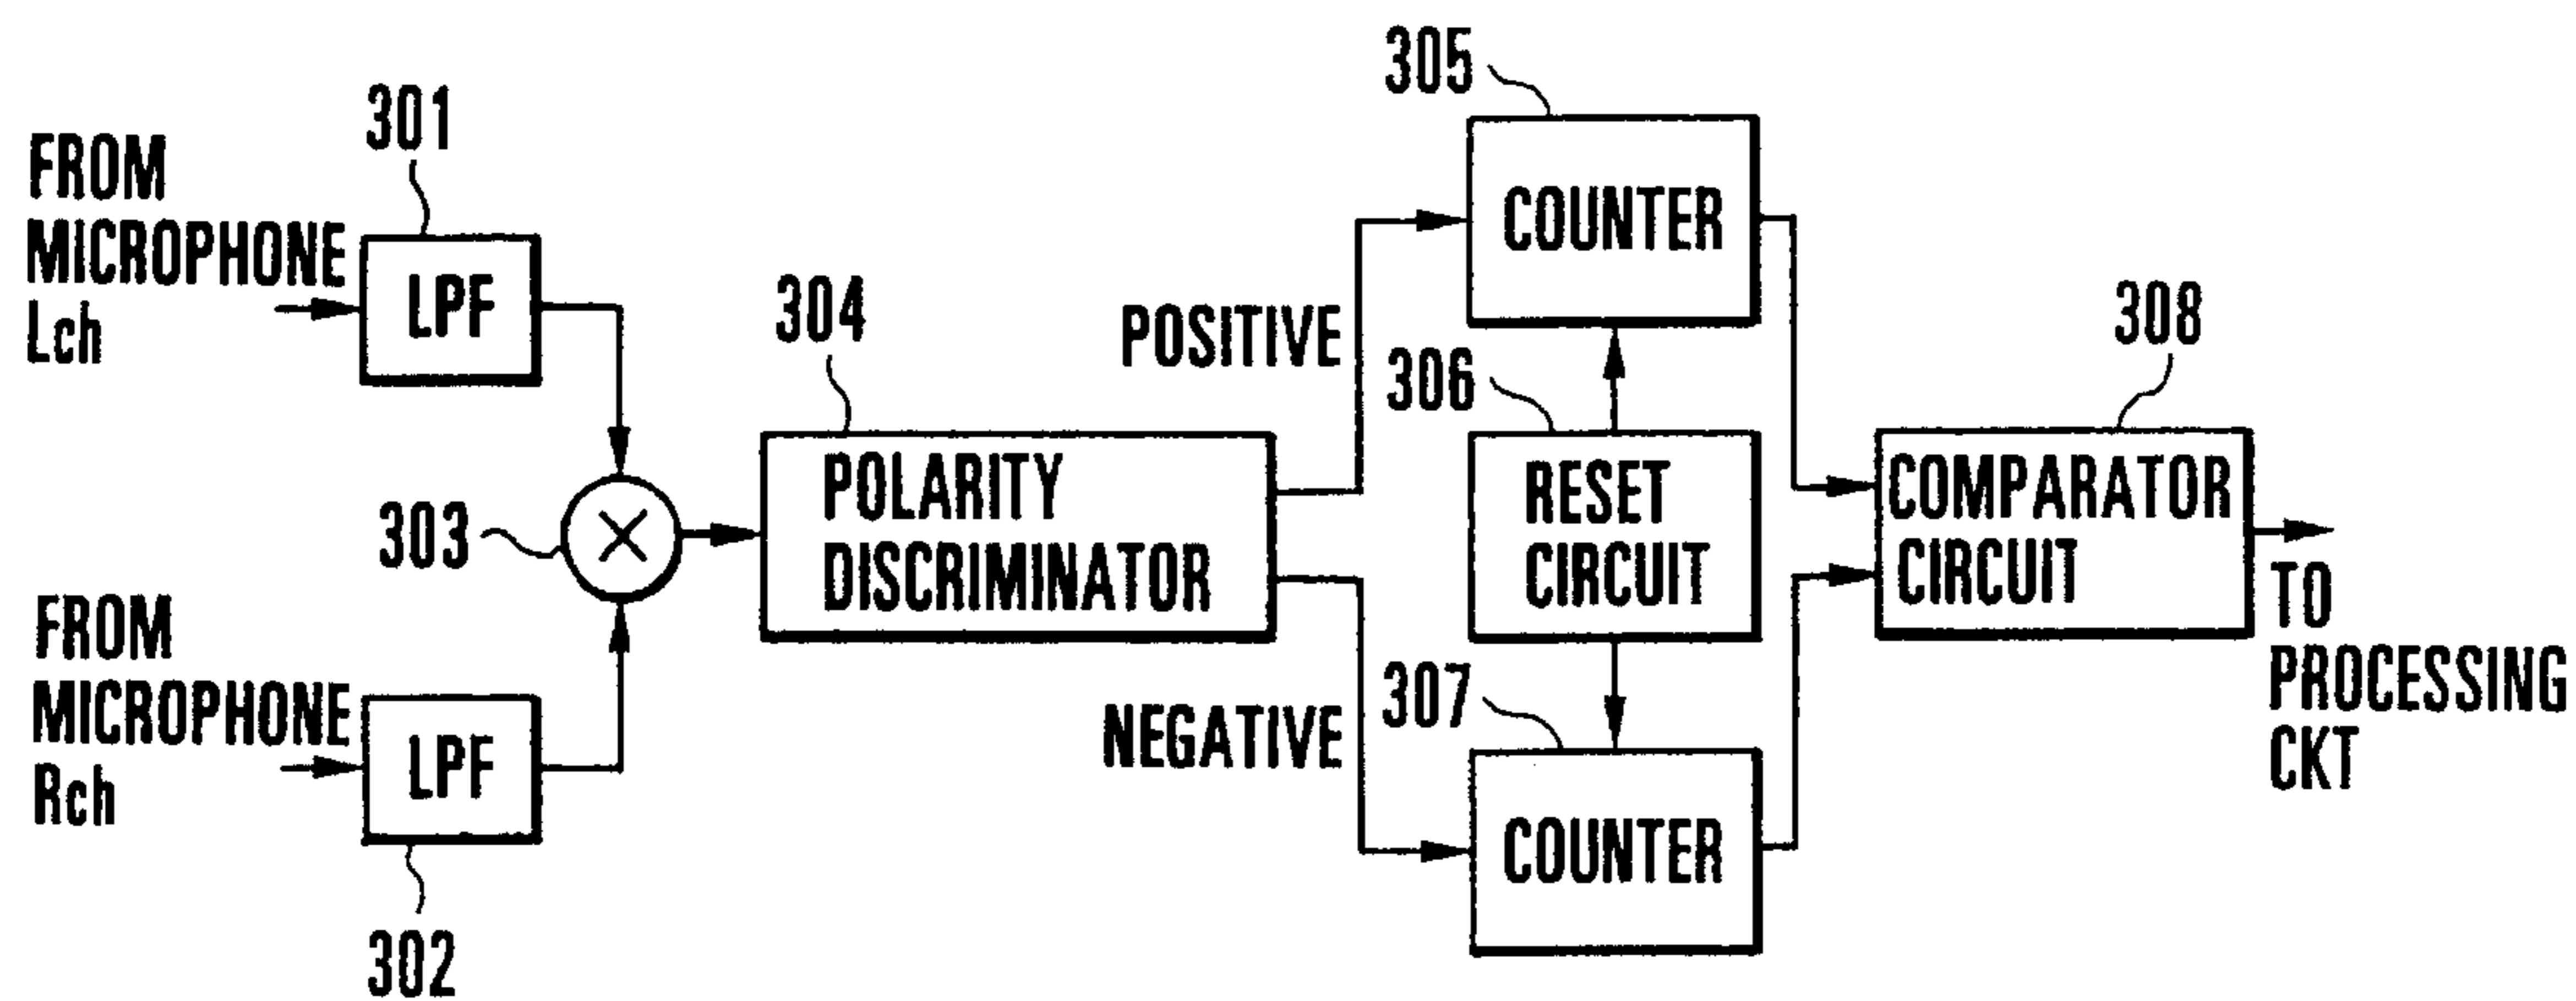 301
FROM
MICROPHONE
Lch
LPF
FROM
MICROPHONE
Rch
LPF
302
303
×
304
POLARITY
DISCRIMINATOR
POSITIVE
NEGATIVE
305
COUNTER
306
RESET
CIRCUIT
307
COUNTER
308
COMPARATOR
CIRCUIT
TO
PROCESSING
CKT